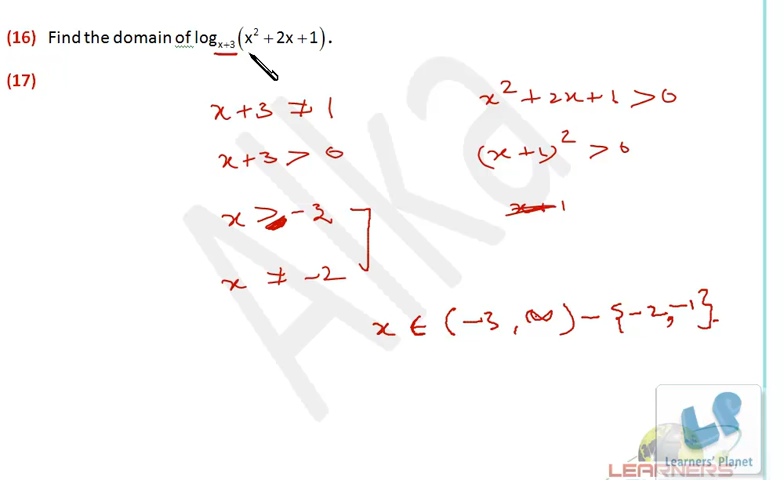 (16) Find the domain of log_{x+3}(x² + 2x + 1).
(17)
x + 3 ≠ 1
x² + 2x + 1 > 0
x + 3 > 0
(x + 1)² > 0
x > -3
x ≠ -2
x ∈ (-3, ∞) - {-2, -1}.
Alka
Learners' Planet
LEARNERS